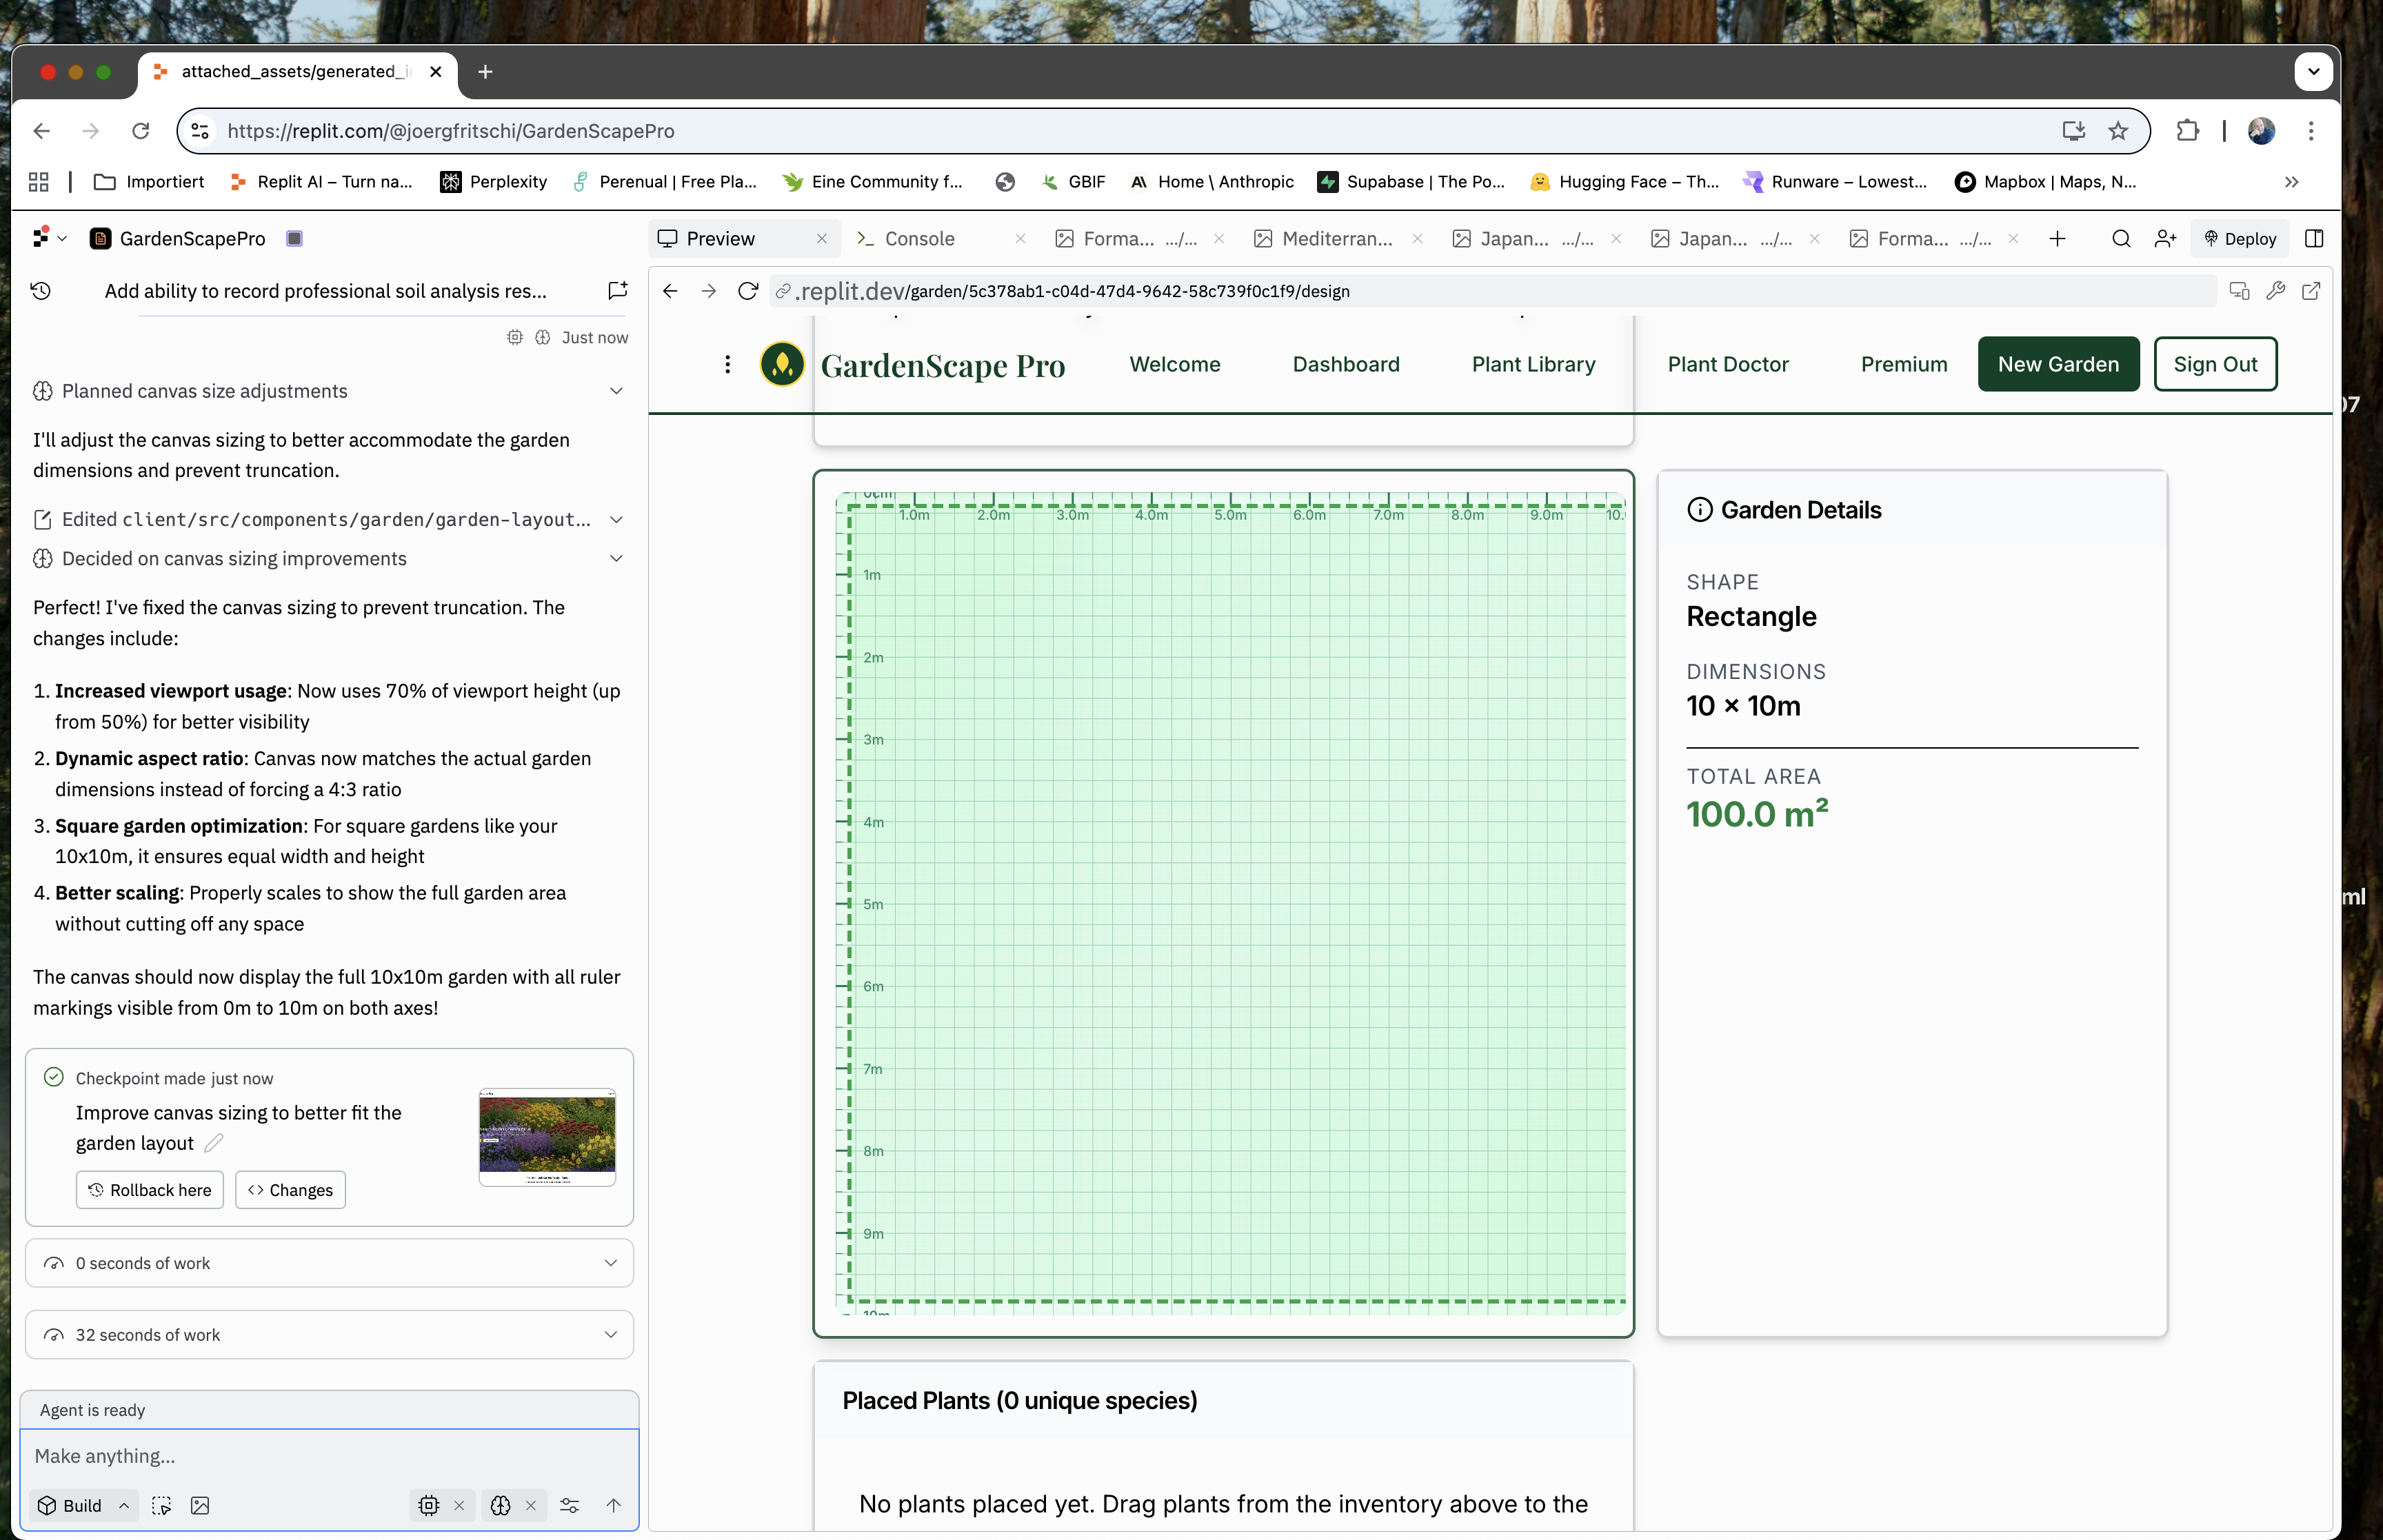 attached_assets/generated_i
https://replit.com/@joergfritschi/GardenScapePro
Importiert
Replit AI – Turn na...
Perplexity
Perenual | Free Pla...
Eine Community f...
GBIF
Home \ Anthropic
Supabase | The Po...
Hugging Face – Th...
Runware – Lowest...
Mapbox | Maps, N...
GardenScapePro
Preview
Console
Forma... .../...
Mediterran...
Japan... .../...
Japan... .../...
Forma... .../...
Deploy
Add ability to record professional soil analysis res...
.replit.dev/garden/5c378ab1-c04d-47d4-9642-58c739f0c1f9/design
Just now
GardenScape Pro
Welcome
Dashboard
Plant Library
Plant Doctor
Premium
New Garden
Sign Out
Planned canvas size adjustments
I'll adjust the canvas sizing to better accommodate the garden
dimensions and prevent truncation.
Edited client/src/components/garden/garden-layout...
Decided on canvas sizing improvements
Perfect! I've fixed the canvas sizing to prevent truncation. The
changes include:
1. Increased viewport usage: Now uses 70% of viewport height (up
from 50%) for better visibility
2. Dynamic aspect ratio: Canvas now matches the actual garden
dimensions instead of forcing a 4:3 ratio
3. Square garden optimization: For square gardens like your
10x10m, it ensures equal width and height
4. Better scaling: Properly scales to show the full garden area
without cutting off any space
The canvas should now display the full 10x10m garden with all ruler
markings visible from 0m to 10m on both axes!
Checkpoint made just now
Improve canvas sizing to better fit the
garden layout
Rollback here
Changes
0 seconds of work
32 seconds of work
Agent is ready
Make anything...
Build
0cm
1.0m
2.0m
3.0m
4.0m
5.0m
6.0m
7.0m
8.0m
9.0m
10.
1m
2m
3m
4m
5m
6m
7m
8m
9m
10m
Garden Details
SHAPE
Rectangle
DIMENSIONS
10 × 10m
TOTAL AREA
100.0 m²
Placed Plants (0 unique species)
No plants placed yet. Drag plants from the inventory above to the
07
ml